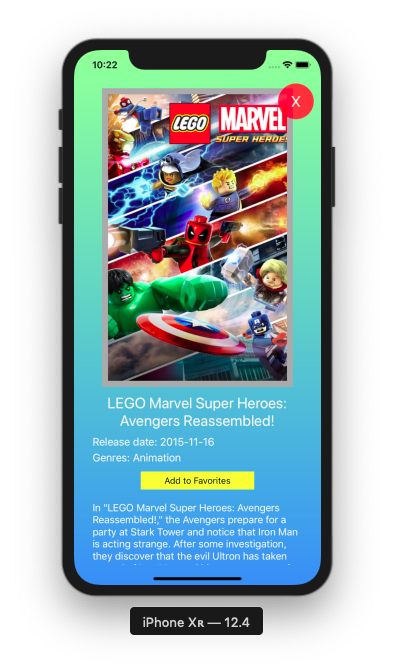 10:22
X
LEGO
MARVEL
SUPER HEROES
LEGO Marvel Super Heroes:
Avengers Reassembled!
Release date: 2015-11-16
Genres: Animation
Add to Favorites
In "LEGO Marvel Super Heroes: Avengers
Reassembled!," the Avengers prepare for a
party at Stark Tower and notice that Iron Man
is acting strange. After some investigation,
they discover that the evil Ultron has taken
iPhone XR — 12.4